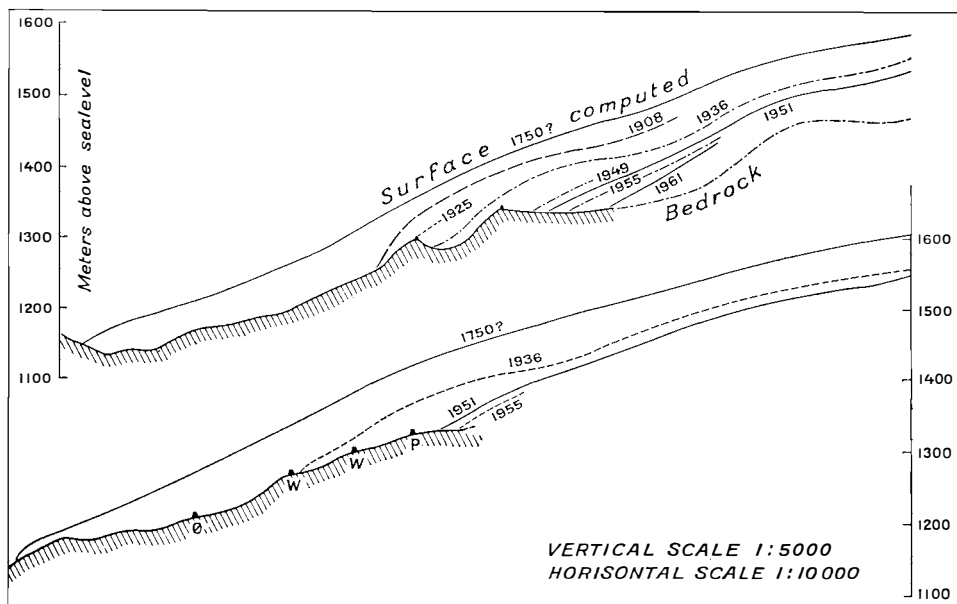 1600
1500
1400
1300
1200
1100
Meters above sealevel
Surface computed
1750?
1908
1936
1951
1925
1949
1955
1961
Bedrock
1600
1500
1400
1300
1200
1100
1750?
1936
1951
1955
P
W
W
O
VERTICAL SCALE 1:5000
HORISONTAL SCALE 1:10000